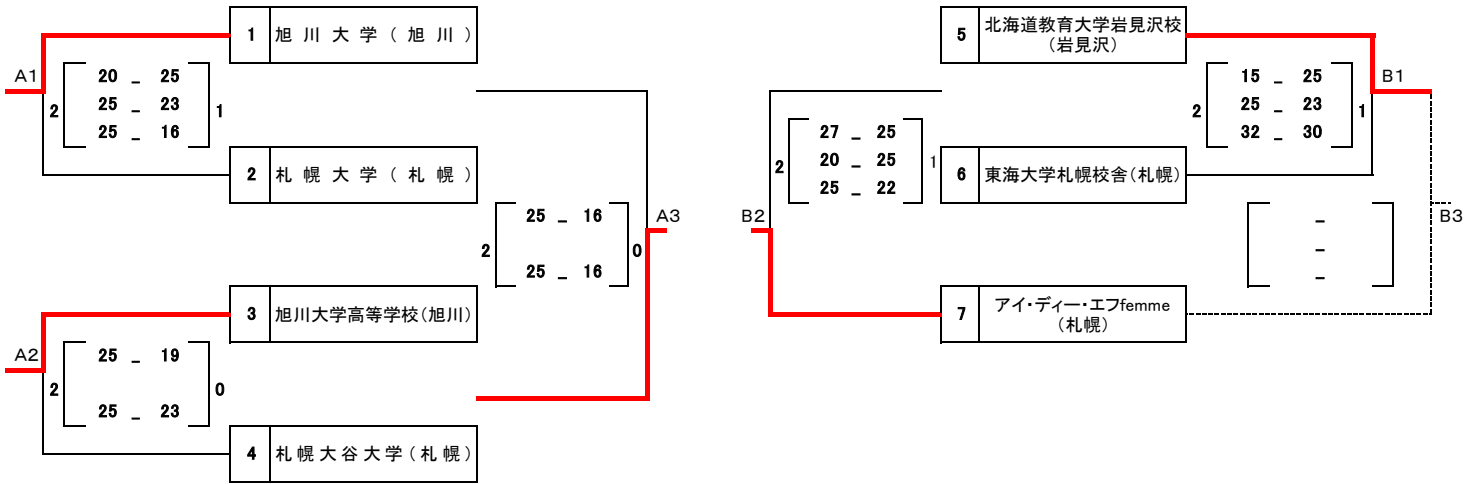 1 旭川大学(旭川)
A1
20 _ 25
2 25 _ 23 1
25 _ 16
2 札幌大学(札幌)
25 _ 16
2 0 A3
25 _ 16
3 旭川大学高等学校(旭川)
A2
25 _ 19
2 0
25 _ 23
4 札幌大谷大学(札幌)
5 北海道教育大学岩見沢校
(岩見沢)
B1
15 _ 25
2 25 _ 23 1
32 _ 30
27 _ 25
2 20 _ 25 1
25 _ 22
6 東海大学札幌校舎(札幌)
B2
_
_
_
B3
7 アイ・ディー・エフfemme
(札幌)